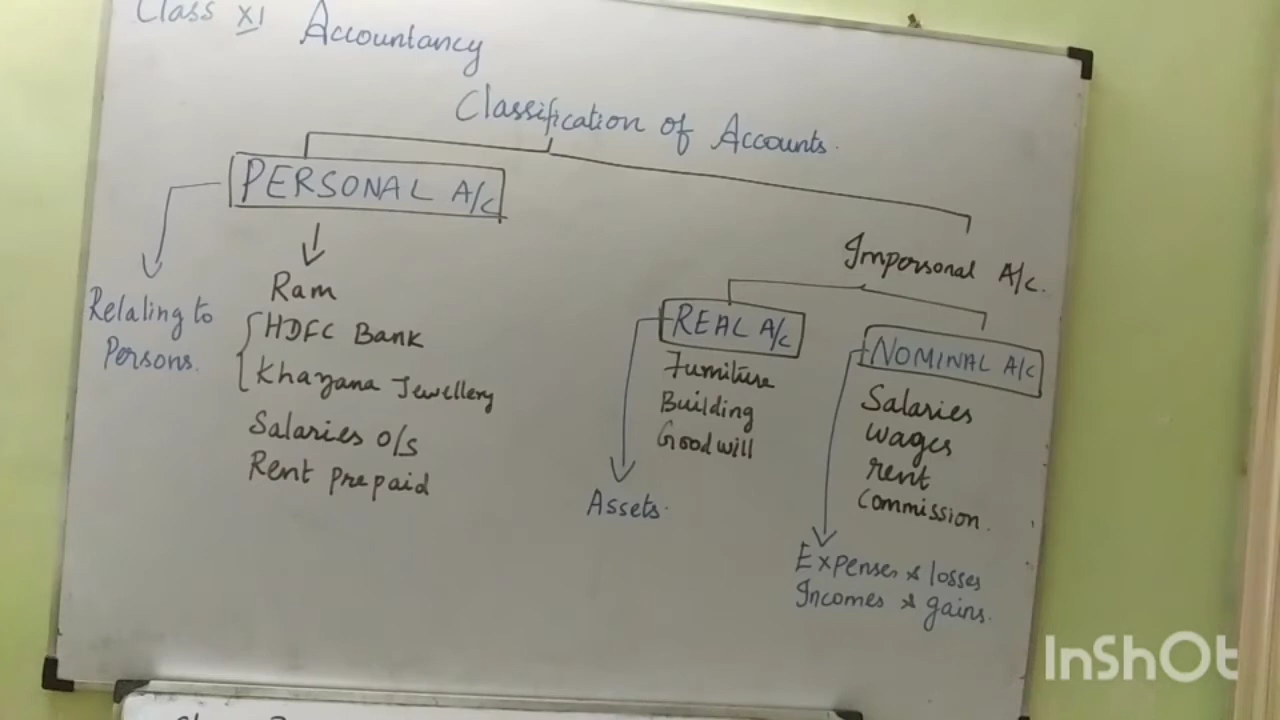 Class XI Accountancy
Classification of Accounts.
PERSONAL A/c
Relating to
Persons.
Ram
HDFC Bank
Khazana Jewellery
Salaries o/s
Rent prepaid
Impersonal A/c.
REAL A/c
Furniture
Building
Goodwill
Assets.
NOMINAL A/c
Salaries
wages
rent
commission.
Expenses & losses
Incomes & gains.
InShOt